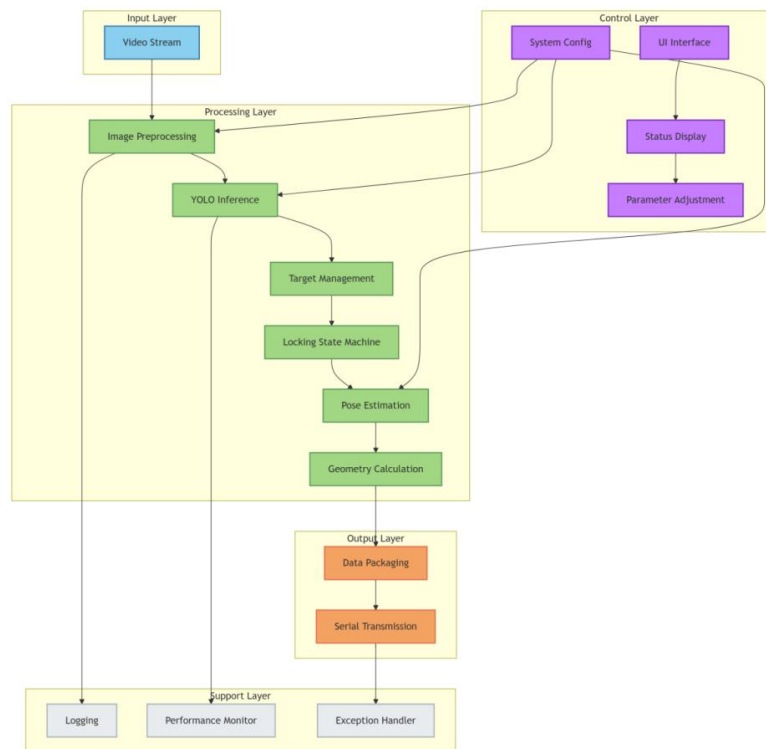 Input Layer
Video Stream
Control Layer
System Config
UI Interface
Status Display
Parameter Adjustment
Processing Layer
Image Preprocessing
YOLO Inference
Target Management
Locking State Machine
Pose Estimation
Geometry Calculation
Output Layer
Data Packaging
Serial Transmission
Support Layer
Logging
Performance Monitor
Exception Handler